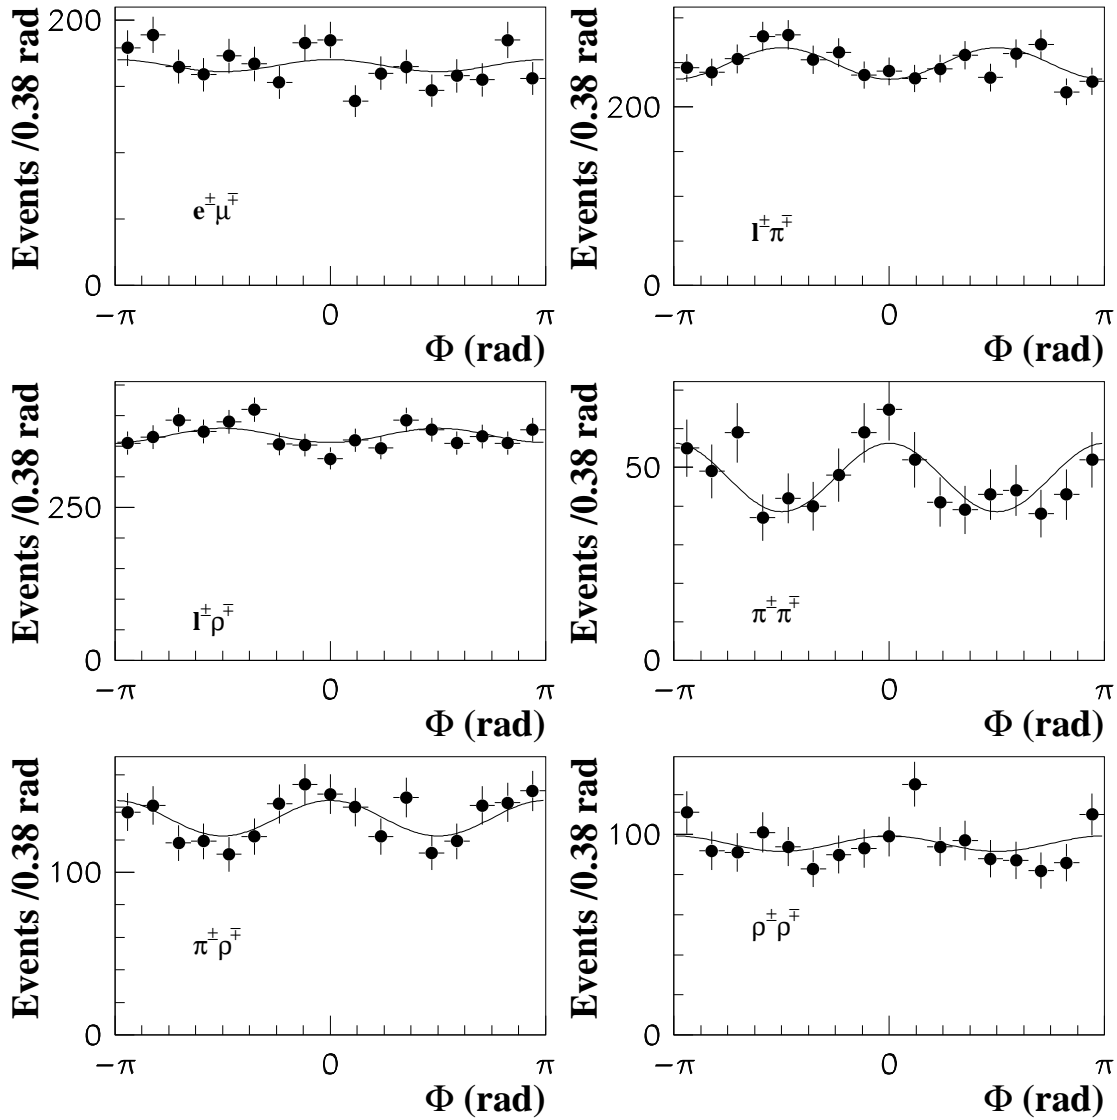 Events /0.38 rad
200
0
e±μ∓
−π
0
π
Φ (rad)
Events /0.38 rad
200
0
l±π∓
−π
0
π
Φ (rad)
Events /0.38 rad
250
0
l±ρ∓
−π
0
π
Φ (rad)
Events /0.38 rad
50
0
π±π∓
−π
0
π
Φ (rad)
Events /0.38 rad
100
0
π±ρ∓
−π
0
π
Φ (rad)
Events /0.38 rad
100
0
ρ±ρ∓
−π
0
π
Φ (rad)